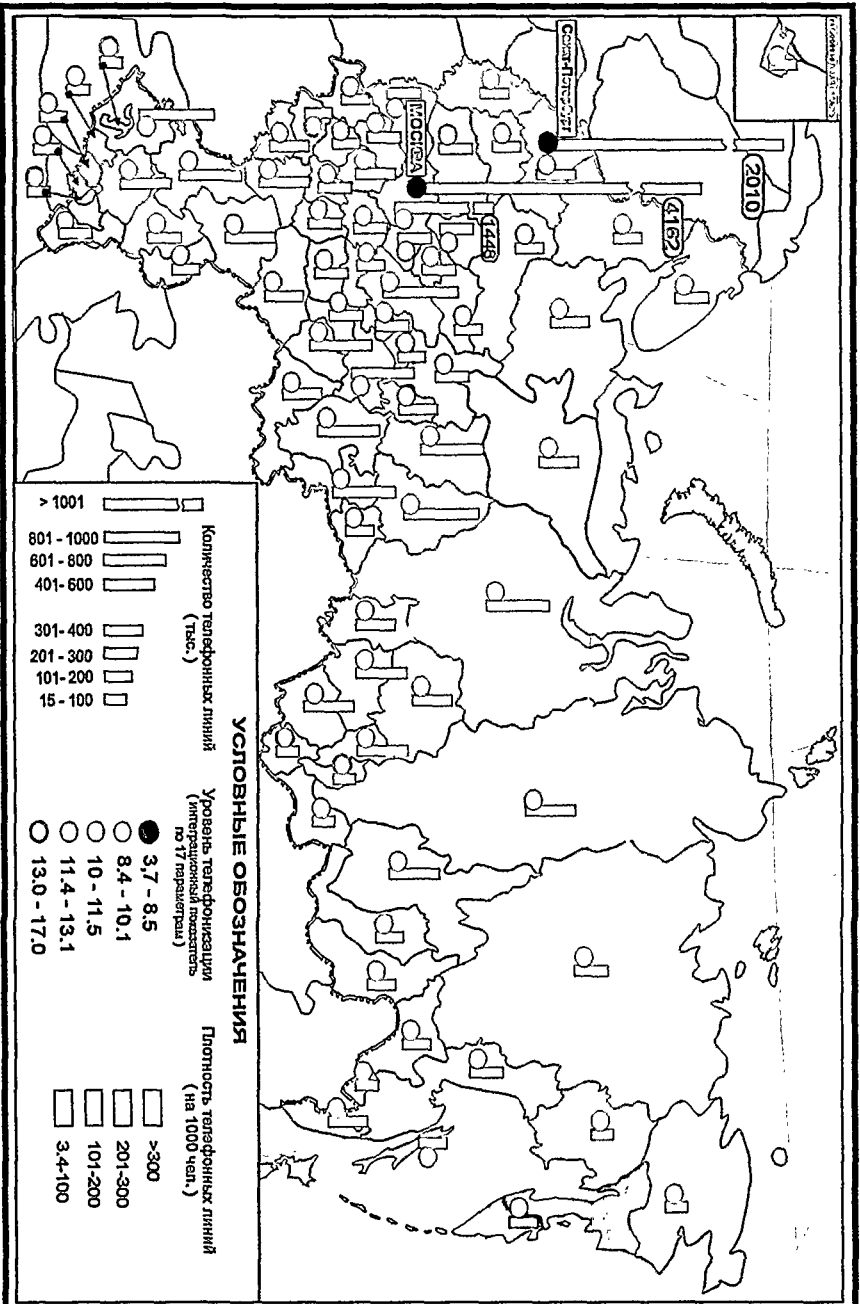 Санкт-Петербург
МОСКВА
2010
4162
1448
УСЛОВНЫЕ ОБОЗНАЧЕНИЯ
Количество телефонных линий
(тыс.)
> 1001
801 - 1000
601 - 800
401 - 600
301 - 400
201 - 300
101 - 200
15 - 100
Уровень телефонизации
(интеграционный показатель
по 17 параметрам)
3,7 - 8.5
8.4 - 10.1
10 - 11.5
11.4 - 13.1
13.0 - 17.0
Плотность телефонных линий
(на 1000 чел.)
>300
201-300
101-200
3.4-100